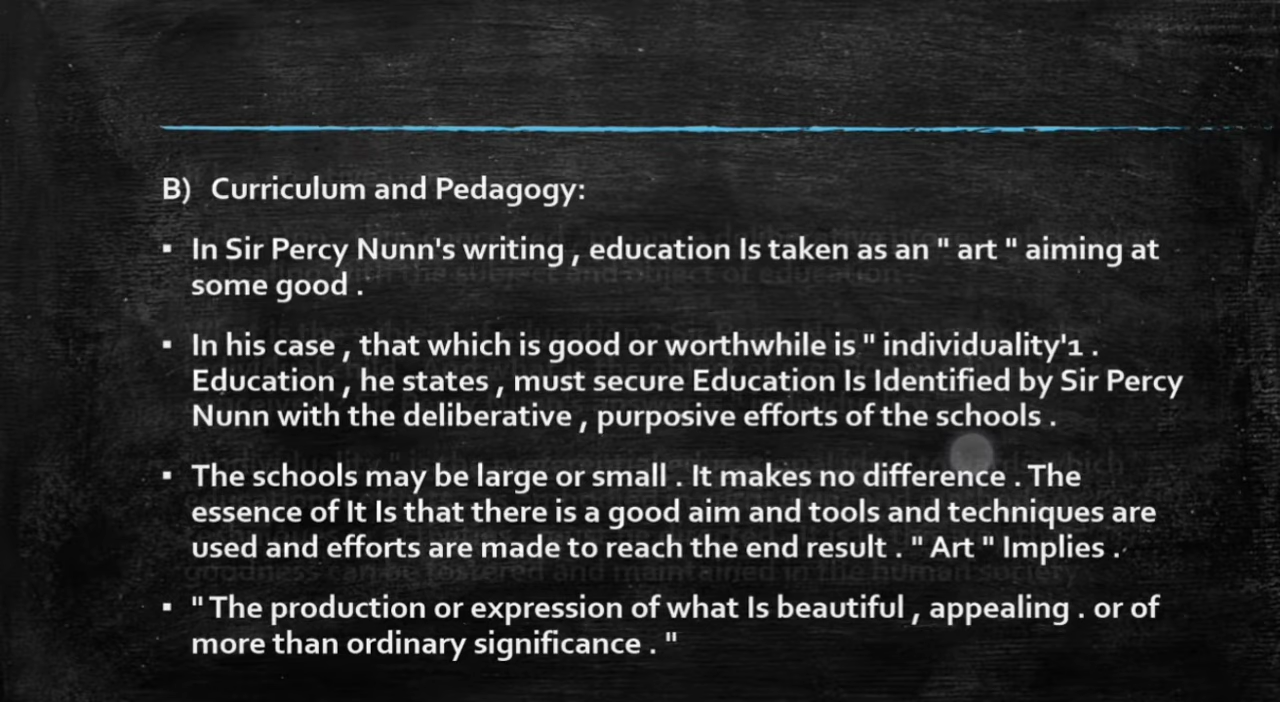 B) Curriculum and Pedagogy:
▪ In Sir Percy Nunn's writing , education Is taken as an " art " aiming at
some good .
▪ In his case , that which is good or worthwhile is " individuality'1 .
Education , he states , must secure Education Is Identified by Sir Percy
Nunn with the deliberative , purposive efforts of the schools .
▪ The schools may be large or small . It makes no difference . The
essence of It Is that there is a good aim and tools and techniques are
used and efforts are made to reach the end result . " Art " Implies .
▪ " The production or expression of what Is beautiful , appealing . or of
more than ordinary significance . "